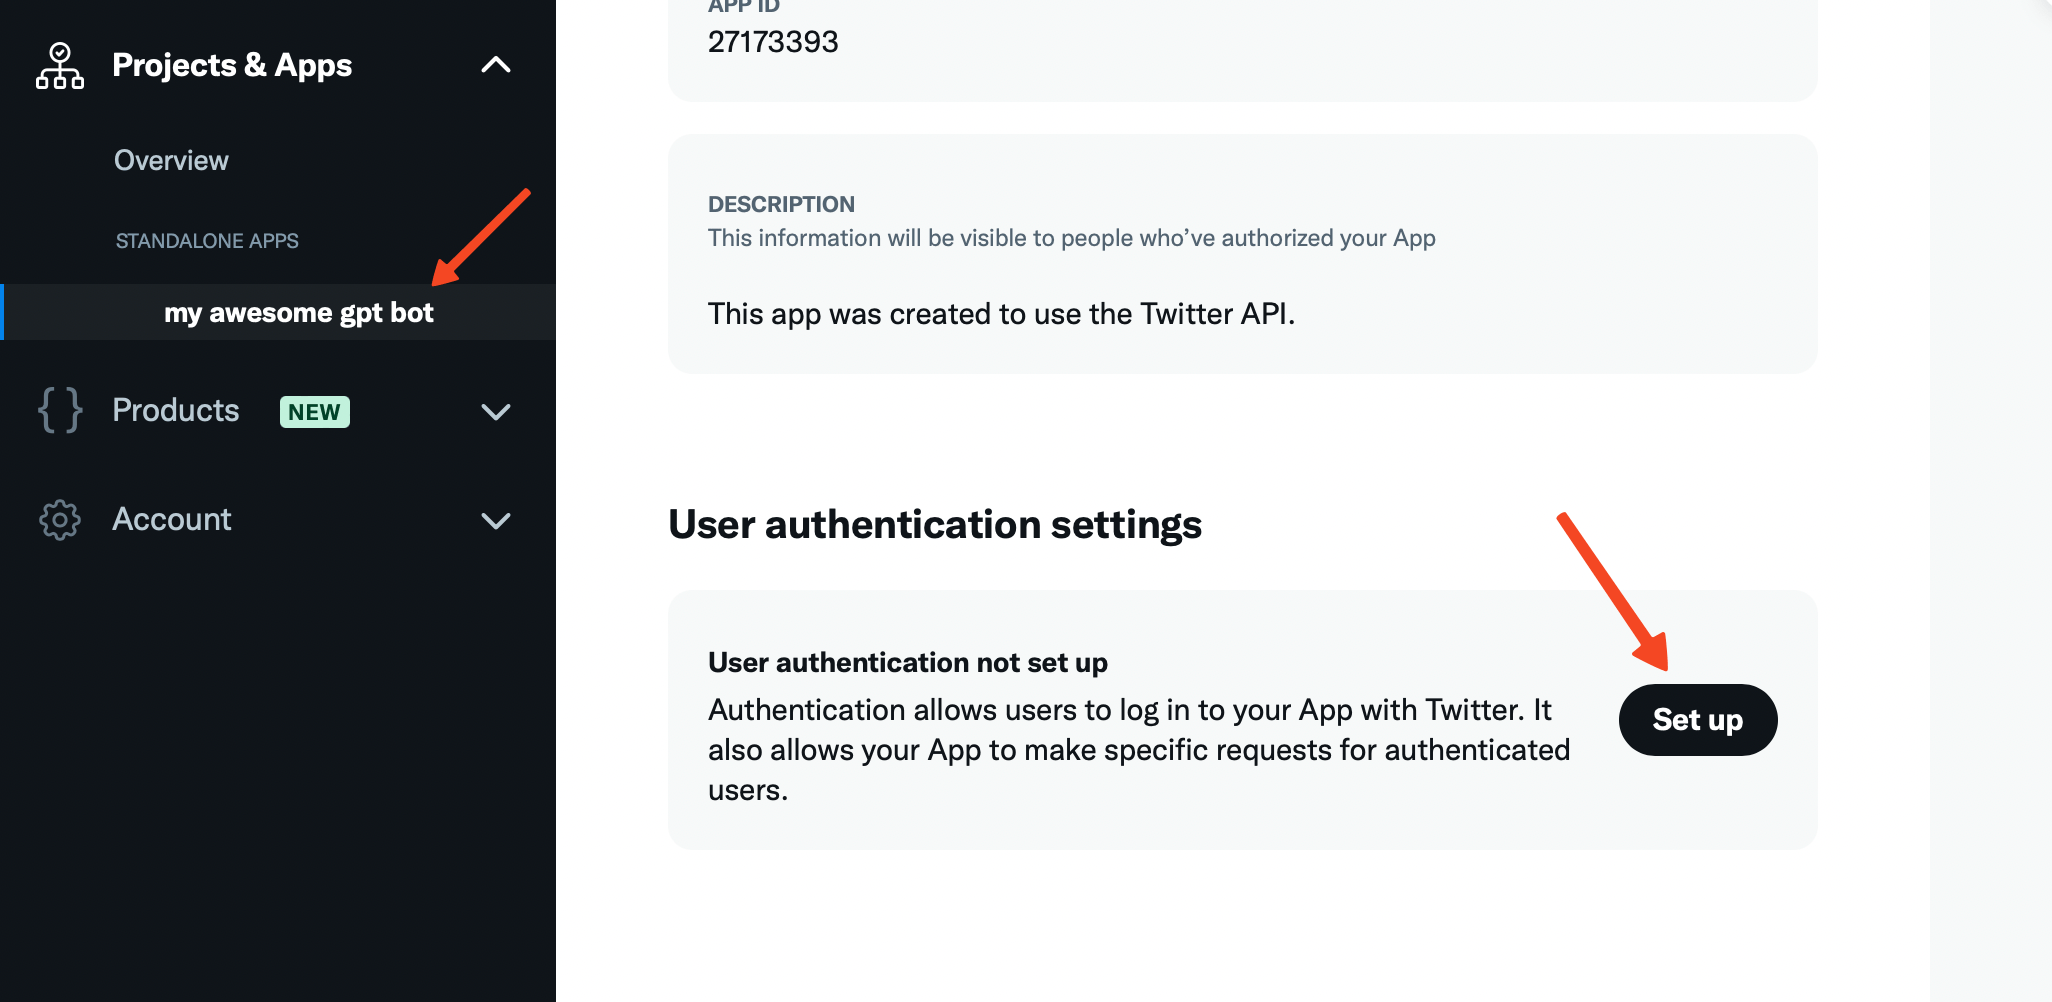 Projects & Apps
Overview
STANDALONE APPS
my awesome gpt bot
Products NEW
Account
APP ID
27173393
DESCRIPTION
This information will be visible to people who’ve authorized your App
This app was created to use the Twitter API.
User authentication settings
User authentication not set up
Authentication allows users to log in to your App with Twitter. It
also allows your App to make specific requests for authenticated
users.
Set up